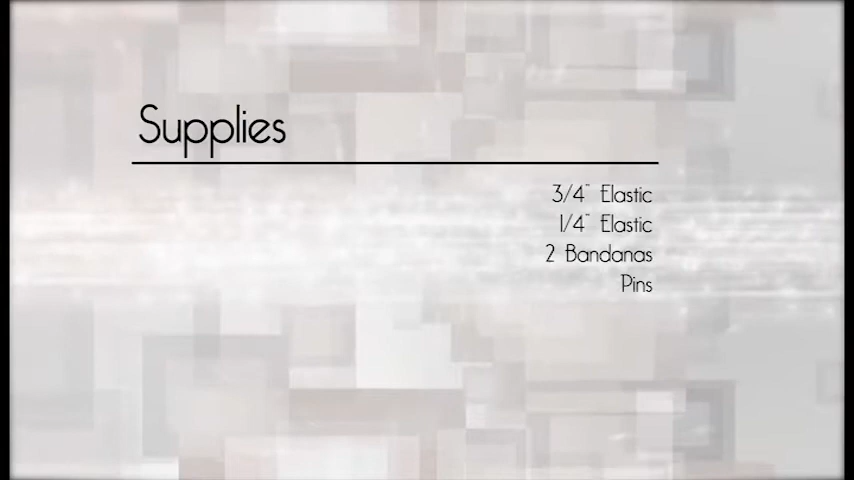 Supplies
3/4" Elastic
1/4" Elastic
2 Bandanas
Pins